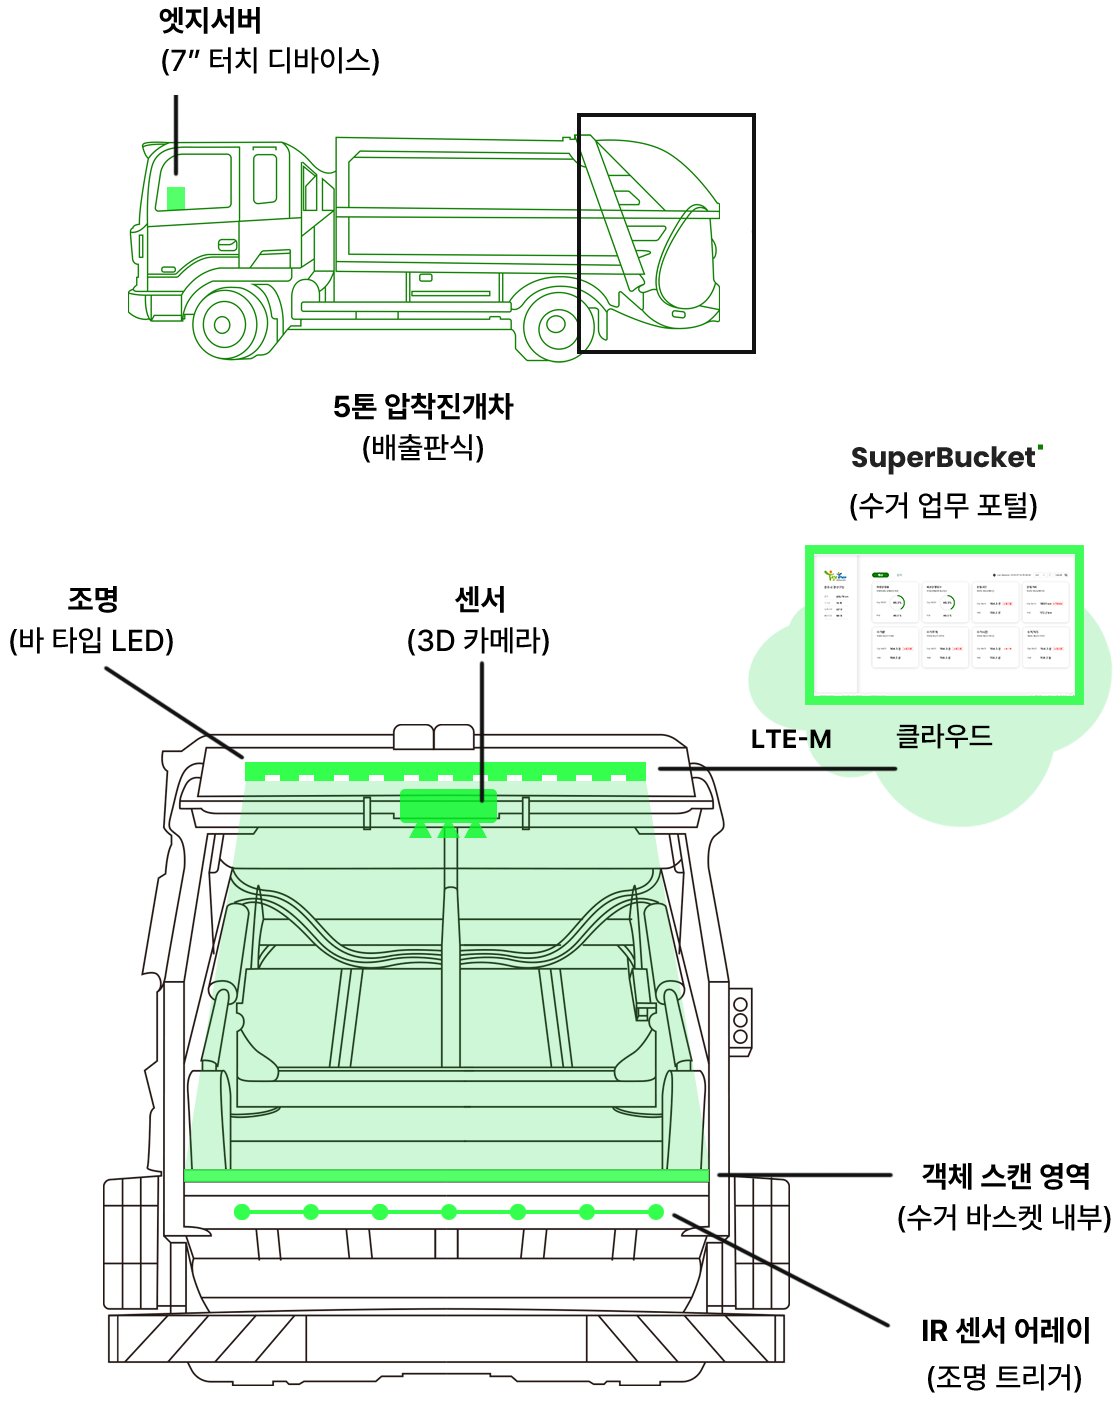 엣지서버
(7” 터치 디바이스)
5톤 압착진개차
(배출판식)
SuperBucket
(수거 업무 포털)
조명
(바 타입 LED)
센서
(3D 카메라)
LTE-M
클라우드
객체 스캔 영역
(수거 바스켓 내부)
IR 센서 어레이
(조명 트리거)